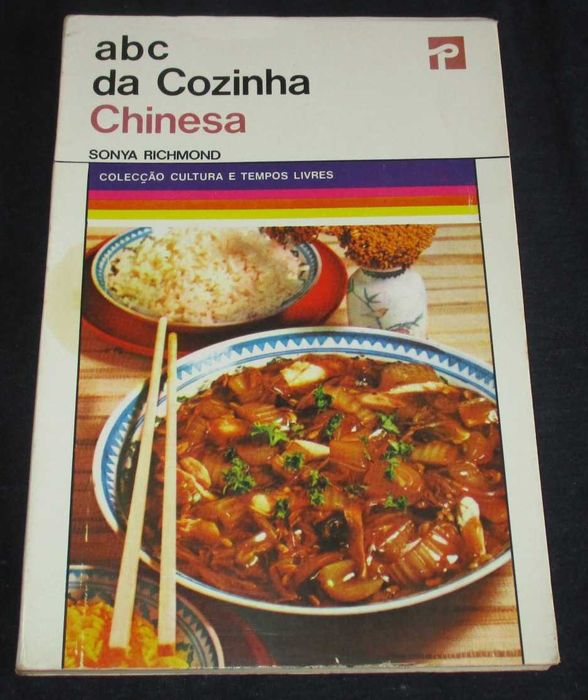 abc
da Cozinha
Chinesa
SONYA RICHMOND
COLECÇÃO CULTURA E TEMPOS LIVRES